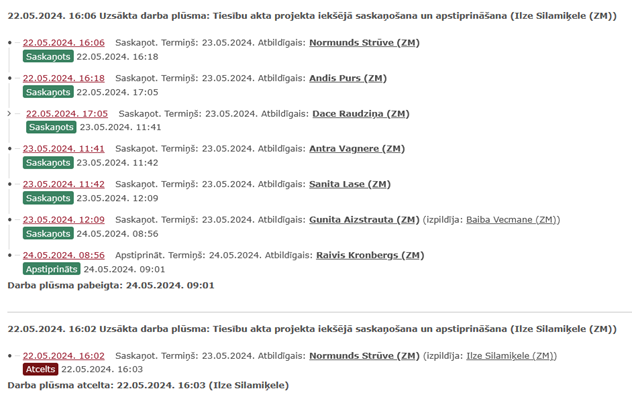 22.05.2024. 16:06 Uzsākta darba plūsma: Tiesību akta projekta iekšējā saskaņošana un apstiprināšana (Ilze Silamiķele (ZM))
22.05.2024. 16:06 Saskaņot. Termiņš: 23.05.2024. Atbildīgais: Normunds Strūve (ZM)
Saskaņots 22.05.2024. 16:18
22.05.2024. 16:18 Saskaņot. Termiņš: 23.05.2024. Atbildīgais: Andis Purs (ZM)
Saskaņots 22.05.2024. 17:05
22.05.2024. 17:05 Saskaņot. Termiņš: 23.05.2024. Atbildīgais: Dace Raudziņa (ZM)
Saskaņots 23.05.2024. 11:41
23.05.2024. 11:41 Saskaņot. Termiņš: 23.05.2024. Atbildīgais: Antra Vagnere (ZM)
Saskaņots 23.05.2024. 11:42
23.05.2024. 11:42 Saskaņot. Termiņš: 23.05.2024. Atbildīgais: Sanita Lase (ZM)
Saskaņots 23.05.2024. 12:09
23.05.2024. 12:09 Saskaņot. Termiņš: 23.05.2024. Atbildīgais: Gunita Aizstrauta (ZM) (izpildīja: Baiba Vecmane (ZM))
Saskaņots 24.05.2024. 08:56
24.05.2024. 08:56 Apstiprināt. Termiņš: 24.05.2024. Atbildīgais: Raivis Kronbergs (ZM)
Apstiprināts 24.05.2024. 09:01
Darba plūsma pabeigta: 24.05.2024. 09:01
22.05.2024. 16:02 Uzsākta darba plūsma: Tiesību akta projekta iekšējā saskaņošana un apstiprināšana (Ilze Silamiķele (ZM))
22.05.2024. 16:02 Saskaņot. Termiņš: 23.05.2024. Atbildīgais: Normunds Strūve (ZM) (izpildīja: Ilze Silamiķele (ZM))
Atcelts 22.05.2024. 16:03
Darba plūsma atcelta: 22.05.2024. 16:03 (Ilze Silamiķele)